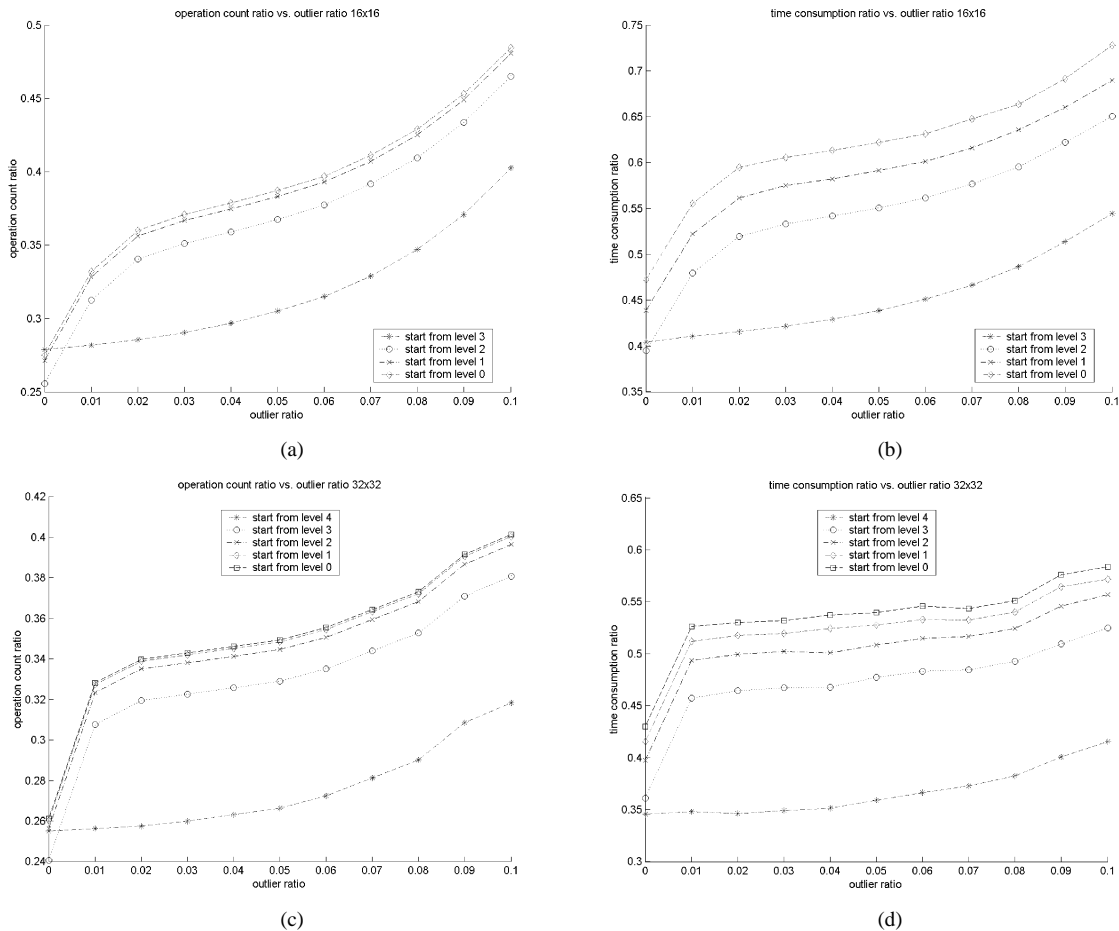 operation count ratio vs. outlier ratio 16x16
0.5
0.45
0.4
0.35
0.3
0.25
operation count ratio
0 0.01 0.02 0.03 0.04 0.05 0.06 0.07 0.08 0.09 0.1
outlier ratio
start from level 3
start from level 2
start from level 1
start from level 0
(a)
time consumption ratio vs. outlier ratio 16x16
0.75
0.7
0.65
0.6
0.55
0.5
0.45
0.4
0.35
time consumption ratio
0 0.01 0.02 0.03 0.04 0.05 0.06 0.07 0.08 0.09 0.1
outlier ratio
start from level 3
start from level 2
start from level 1
start from level 0
(b)
operation count ratio vs. outlier ratio 32x32
0.42
0.4
0.38
0.36
0.34
0.32
0.3
0.28
0.26
0.24
operation count ratio
0 0.01 0.02 0.03 0.04 0.05 0.06 0.07 0.08 0.09 0.1
outlier ratio
start from level 4
start from level 3
start from level 2
start from level 1
start from level 0
(c)
time consumption ratio vs. outlier ratio 32x32
0.65
0.6
0.55
0.5
0.45
0.4
0.35
0.3
time consumption ratio
0 0.01 0.02 0.03 0.04 0.05 0.06 0.07 0.08 0.09 0.1
outlier ratio
start from level 4
start from level 3
start from level 2
start from level 1
start from level 0
(d)